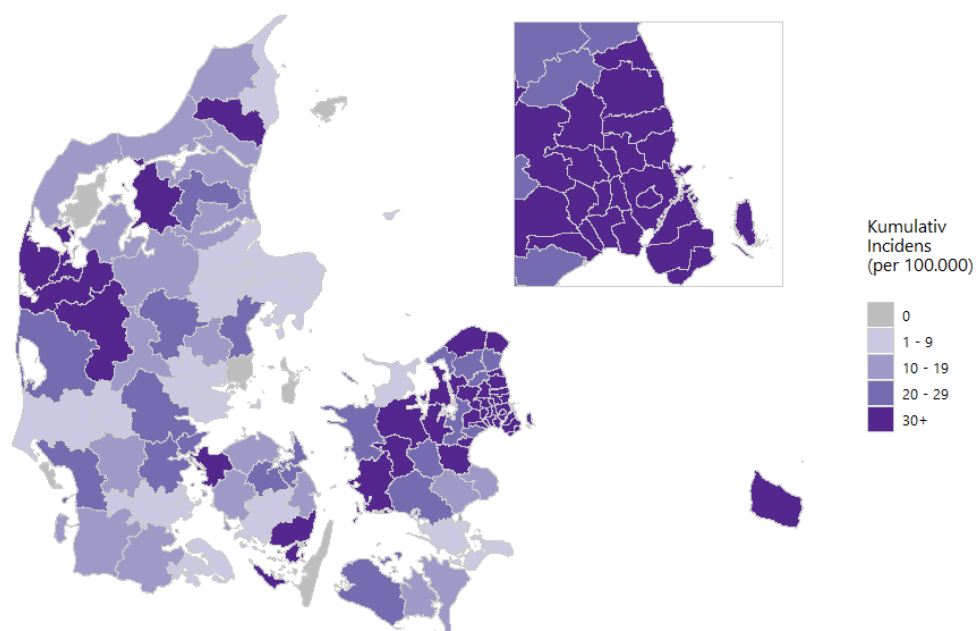 Kumulativ
Incidens
(per 100.000)
0
1 - 9
10 - 19
20 - 29
30+